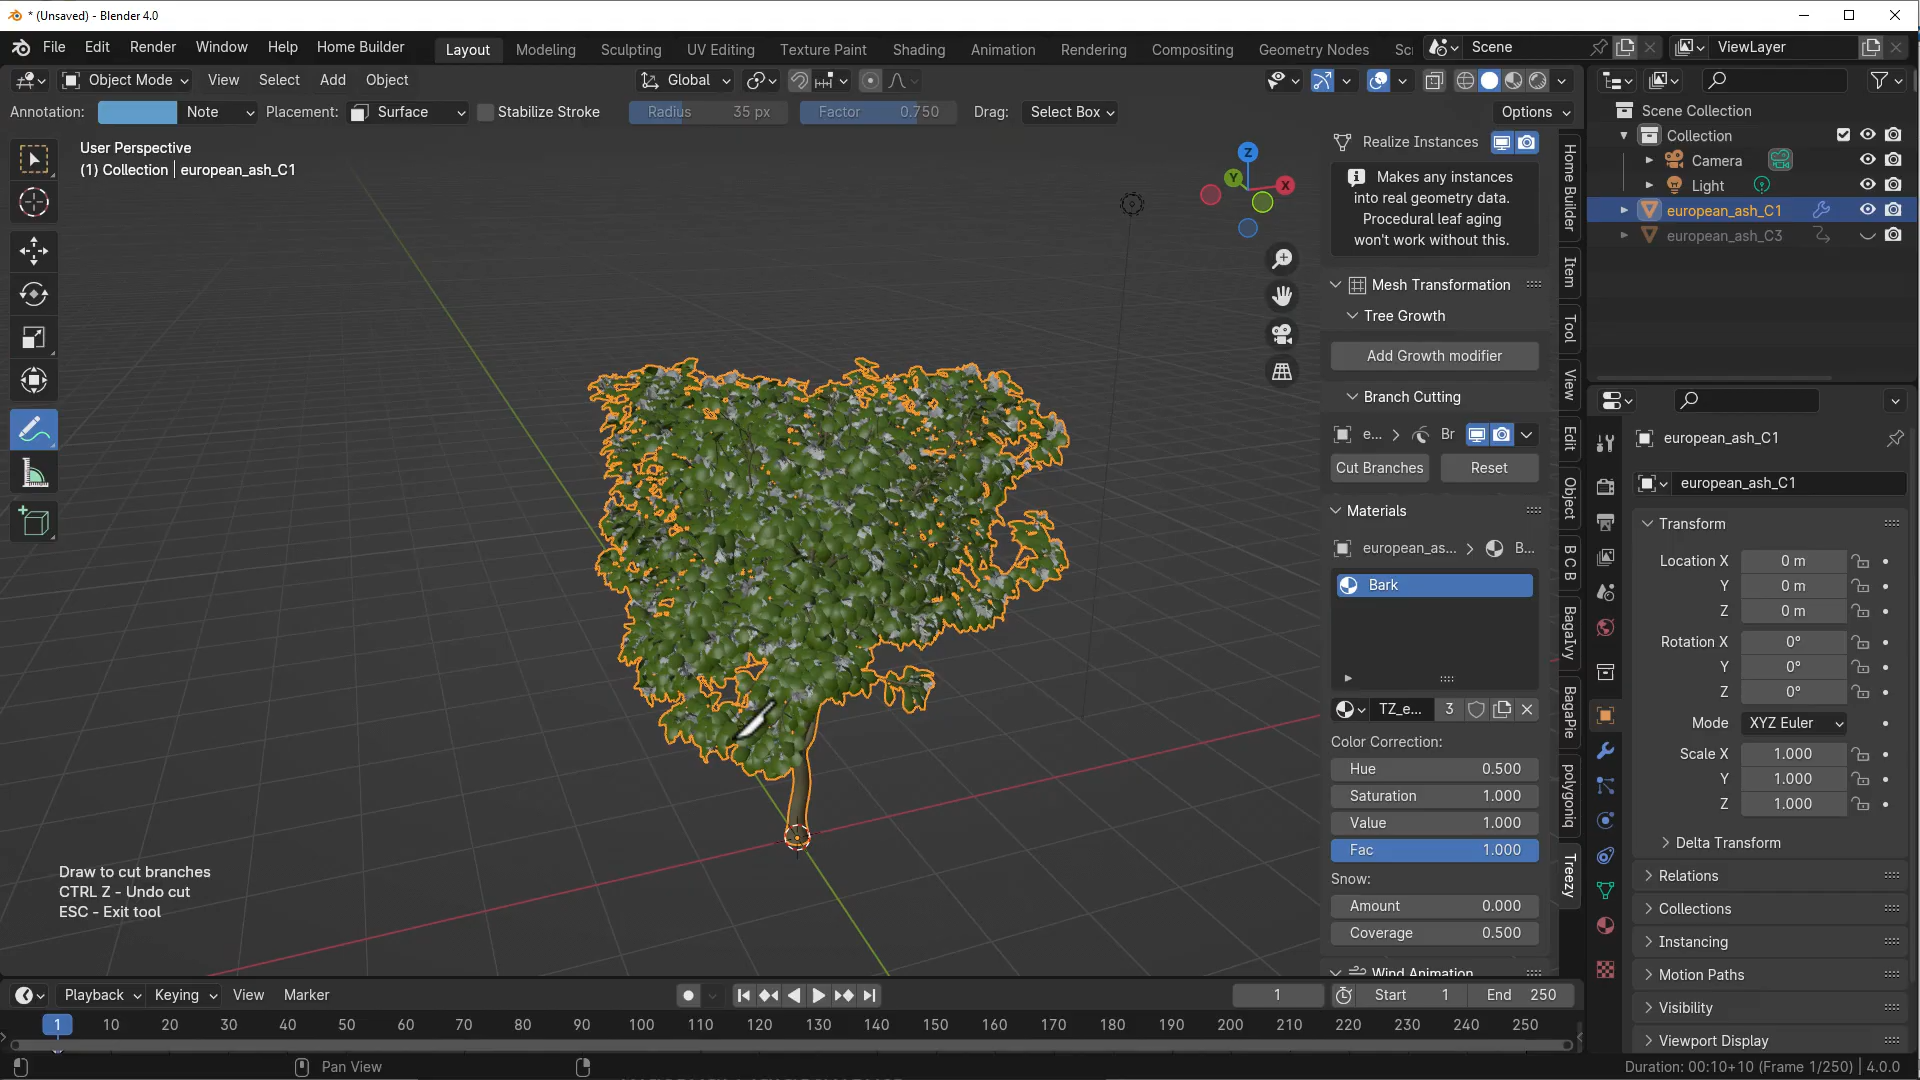 * (Unsaved) - Blender 4.0
File Edit Render Window Help Home Builder
Layout Modeling Sculpting UV Editing Texture Paint Shading Animation Rendering Compositing Geometry Nodes Sc
Scene
ViewLayer
Object Mode View Select Add Object
Global
Annotation: Note Placement: Surface Stabilize Stroke Radius 35 px Factor 0.750 Drag: Select Box
Options
User Perspective
(1) Collection | european_ash_C1
Z
Y
X
Draw to cut branches
CTRL Z - Undo cut
ESC - Exit tool
Realize Instances
Makes any instances
into real geometry data.
Procedural leaf aging
won't work without this.
Mesh Transformation
Tree Growth
Add Growth modifier
Branch Cutting
e... Br
Cut Branches Reset
Materials
european_as... B...
Bark
TZ_e... 3
Color Correction:
Hue 0.500
Saturation 1.000
Value 1.000
Fac 1.000
Snow:
Amount 0.000
Coverage 0.500
Wind Animation
Home Builder
Item
Tool
View
Edit
Object
B C B
BagaIvy
BagaPie
polygoniq
Treezy
Scene Collection
Collection
Camera
Light
european_ash_C1
european_ash_C3
european_ash_C1
european_ash_C1
Transform
Location X 0 m
Y 0 m
Z 0 m
Rotation X 0°
Y 0°
Z 0°
Mode XYZ Euler
Scale X 1.000
Y 1.000
Z 1.000
Delta Transform
Relations
Collections
Instancing
Motion Paths
Visibility
Viewport Display
Playback Keying View Marker
1
Start 1 End 250
1 10 20 30 40 50 60 70 80 90 100 110 120 130 140 150 160 170 180 190 200 210 220 230 240 250
Pan View
Duration: 00:10+10 (Frame 1/250) | 4.0.0